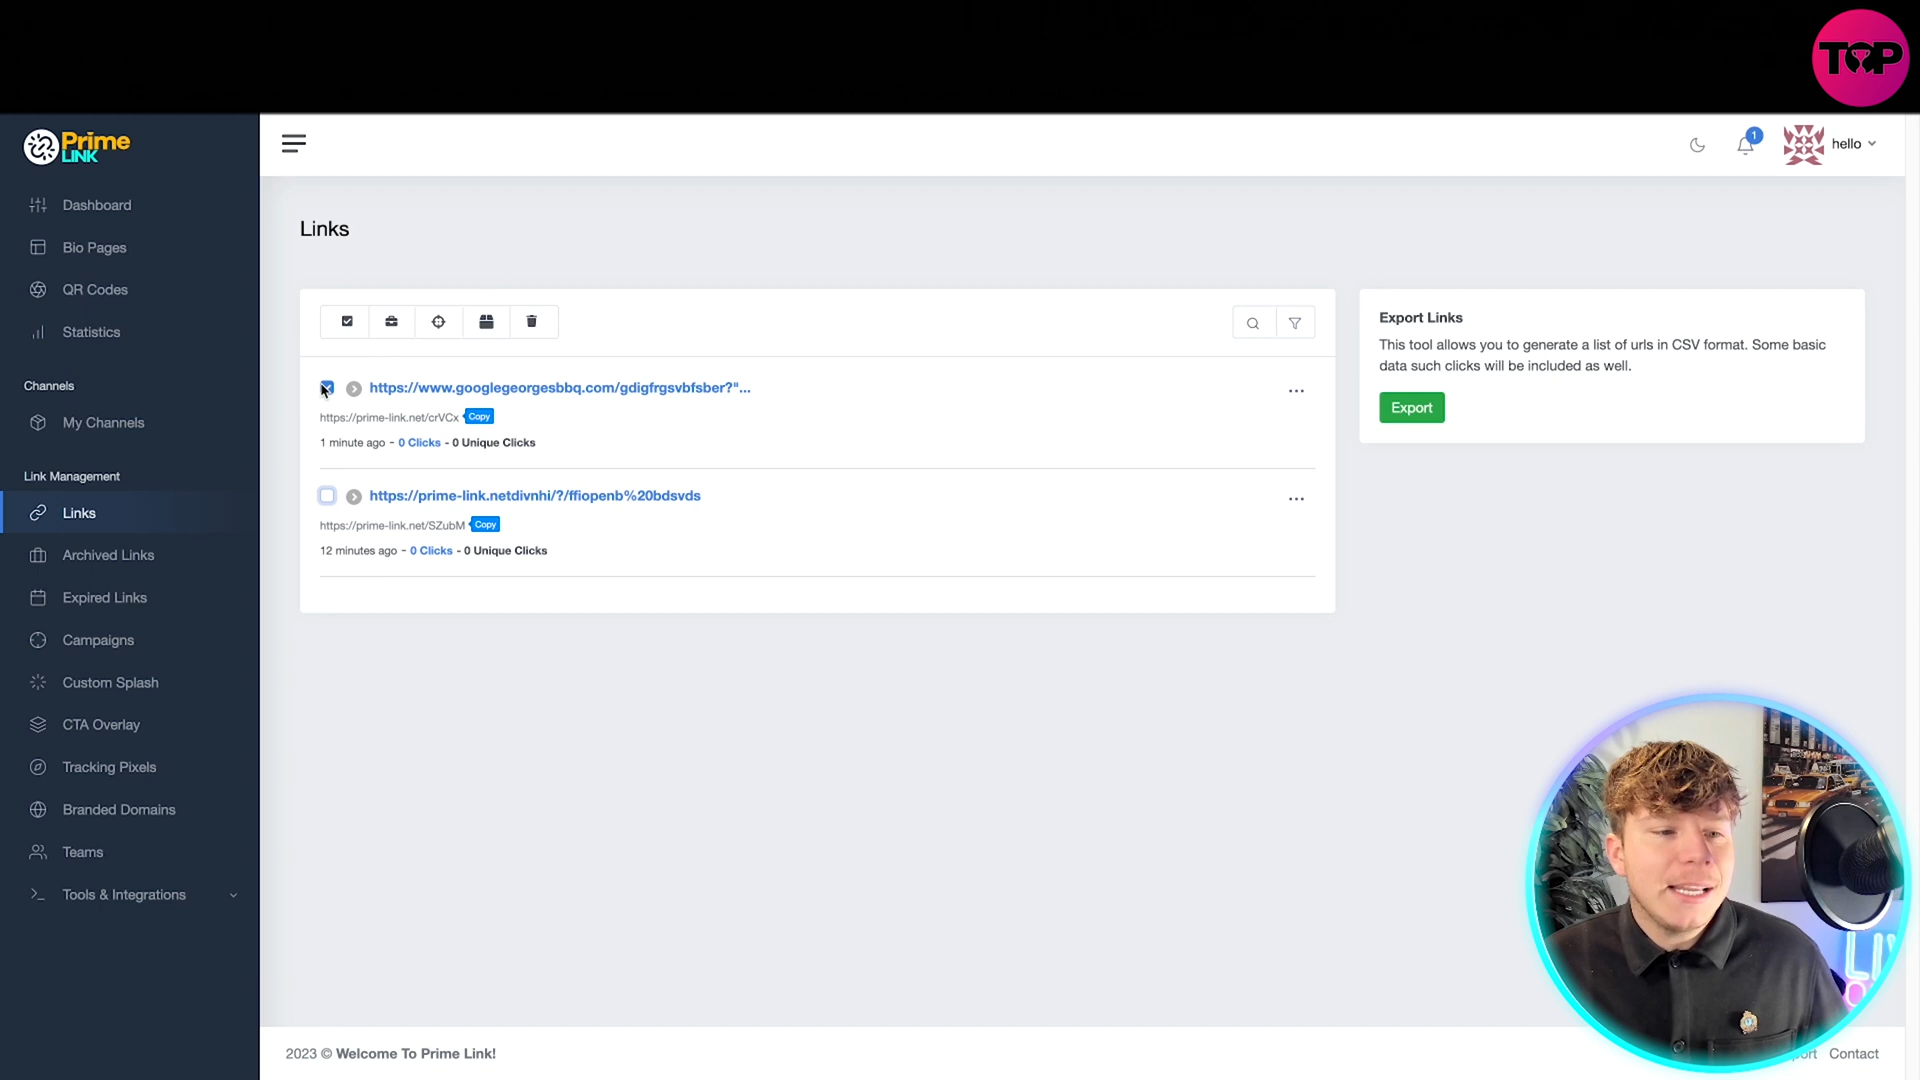 TOP
Prime
LINK
hello
1
Dashboard
Bio Pages
QR Codes
Statistics
Channels
My Channels
Link Management
Links
Archived Links
Expired Links
Campaigns
Custom Splash
CTA Overlay
Tracking Pixels
Branded Domains
Teams
Tools & Integrations
Links
https://www.googlegeorgesbbq.com/gdigfrgsvbfsber?"...
https://prime-link.net/crVCx Copy
1 minute ago - 0 Clicks - 0 Unique Clicks
https://prime-link.netdivnhi/?/ffiopenb%20bdsvds
https://prime-link.net/SZubM Copy
12 minutes ago - 0 Clicks - 0 Unique Clicks
Export Links
This tool allows you to generate a list of urls in CSV format. Some basic
data such clicks will be included as well.
Export
2023 © Welcome To Prime Link!
Contact